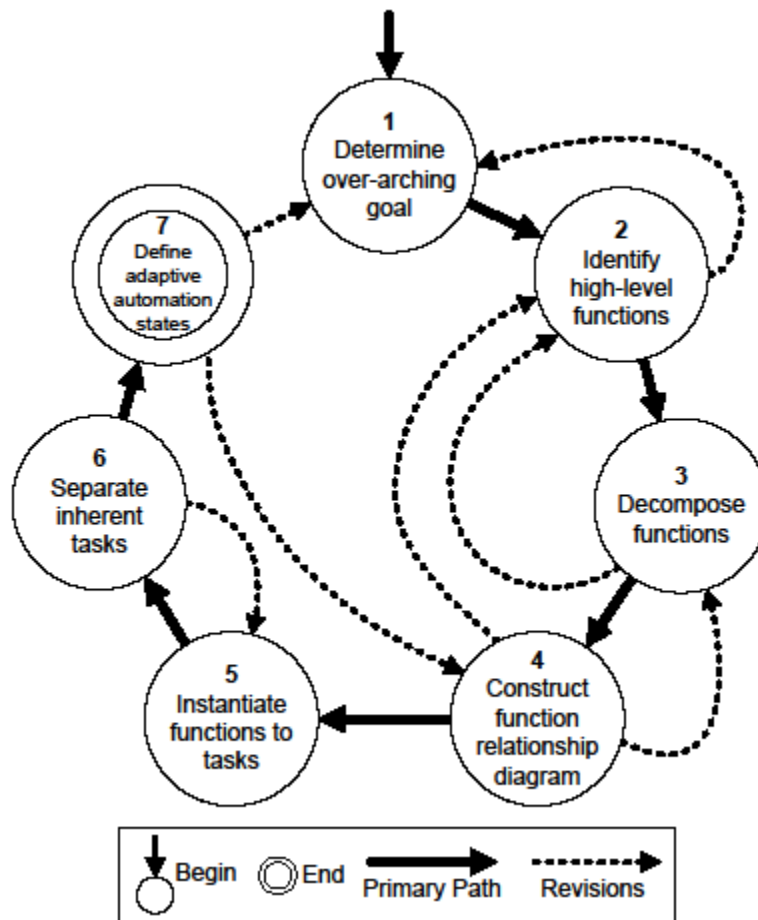 1
Determine
over-arching
goal
2
Identify
high-level
functions
3
Decompose
functions
4
Construct
function
relationship
diagram
5
Instantiate
functions to
tasks
6
Separate
inherent
tasks
7
Define
adaptive
automation
states
Begin
End
Primary Path
Revisions